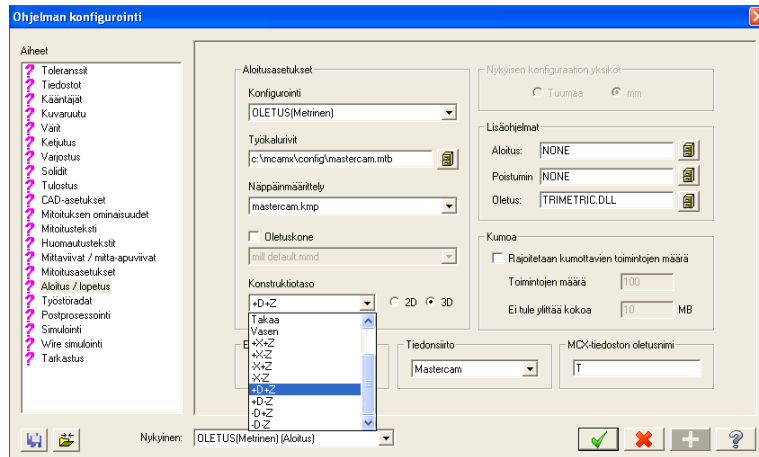 Ohjelman konfigurointi
Aiheet
Toleranssit
Tiedostot
Kääntäjät
Kuvaruutu
Värit
Ketjutus
Varjostus
Solidit
Tulostus
CAD-asetukset
Mitoituksen ominaisuudet
Mitoitusteksti
Huomautustekstit
Mittaviivat / mitta-apuviivat
Mitoitusasetukset
Aloitus / lopetus
Työstöradat
Postprosessointi
Simulointi
Wire simulointi
Tarkastus
Aloitusasetukset
Konfigurointi
OLETUS(Metrinen)
Työkalurivit
c:\mcamx\config\mastercam.mtb
Näppäinmäärittely
mastercam.kmp
Oletuskone
mill default.mmd
Konstruktiotaso
+D+Z
2D
3D
Takaa
Vasen
+X+Z
+X-Z
-X+Z
-X-Z
+D+Z
+D-Z
-D+Z
-D-Z
Nykyisen konfiguraation yksiköt
Tuumaa
mm
Lisäohjelmat
Aloitus:
NONE
Poistumin
NONE
Oletus:
TRIMETRIC.DLL
Kumoa
Rajoitetaan kumottavien toimintojen määrä
Toimintojen määrä
100
Ei tule ylittää kokoa
10
MB
E
Tiedonsiirto
Mastercam
MCX-tiedoston oletusnimi
T
Nykyinen:
OLETUS(Metrinen) (Aloitus)